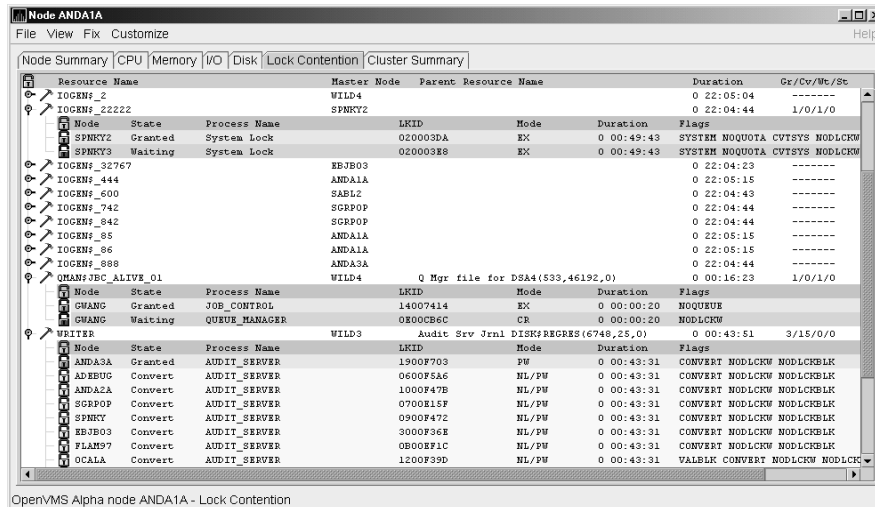 Node ANDA1A
File View Fix Customize Help
Node Summary CPU Memory I/O Disk Lock Contention Cluster Summary
Resource Name Master Node Parent Resource Name Duration Gr/Cv/Wt/St
IOGEN$_2 WILD4 0 22:05:04 -------
IOGEN$_22222 SPNKY2 0 22:04:44 1/0/1/0
Node State Process Name LKID Mode Duration Flags
SPNKY2 Granted System Lock 020003DA EX 0 00:49:43 SYSTEM NOQUOTA CVTSYS NODLCKW
SPNKY3 Waiting System Lock 020003E8 EX 0 00:49:43 SYSTEM NOQUOTA CVTSYS NODLCKW
IOGEN$_32767 EBJB03 0 22:04:23 -------
IOGEN$_444 ANDA1A 0 22:05:15 -------
IOGEN$_600 SABL2 0 22:04:43 -------
IOGEN$_742 SGRPOP 0 22:04:44 -------
IOGEN$_842 SGRPOP 0 22:04:44 -------
IOGEN$_85 ANDA1A 0 22:05:15 -------
IOGEN$_86 ANDA1A 0 22:05:15 -------
IOGEN$_888 ANDA3A 0 22:04:44 -------
QMAN$JBC_ALIVE_01 WILD4 Q Mgr file for DSA4(533,46192,0) 0 00:16:23 1/0/1/0
Node State Process Name LKID Mode Duration Flags
GWANG Granted JOB_CONTROL 14007414 EX 0 00:00:20 NOQUEUE
GWANG Waiting QUEUE_MANAGER 0E00CB6C CR 0 00:00:20 NODLCKW
WRITER WILD3 Audit Srv Jrnl DISK$REGRES(6748,25,0) 0 00:43:51 3/15/0/0
Node State Process Name LKID Mode Duration Flags
ANDA3A Granted AUDIT_SERVER 1900F703 PW 0 00:43:31 CONVERT NODLCKW NODLCKBLK
ADEBUG Convert AUDIT_SERVER 0600F5A6 NL/PW 0 00:43:31 CONVERT NODLCKW NODLCKBLK
ANDA2A Convert AUDIT_SERVER 1000F47B NL/PW 0 00:43:31 CONVERT NODLCKW NODLCKBLK
SGRPOP Convert AUDIT_SERVER 0700E15F NL/PW 0 00:43:31 CONVERT NODLCKW NODLCKBLK
SPNKY Convert AUDIT_SERVER 0900F472 NL/PW 0 00:43:31 CONVERT NODLCKW NODLCKBLK
EBJB03 Convert AUDIT_SERVER 3000F36E NL/PW 0 00:43:31 CONVERT NODLCKW NODLCKBLK
FLAM97 Convert AUDIT_SERVER 0B00EF1C NL/PW 0 00:43:31 CONVERT NODLCKW NODLCKBLK
OCALA Convert AUDIT_SERVER 1200F39D NL/PW 0 00:43:31 VALBLK CONVERT NODLCKW NODLCK
OpenVMS Alpha node ANDA1A - Lock Contention